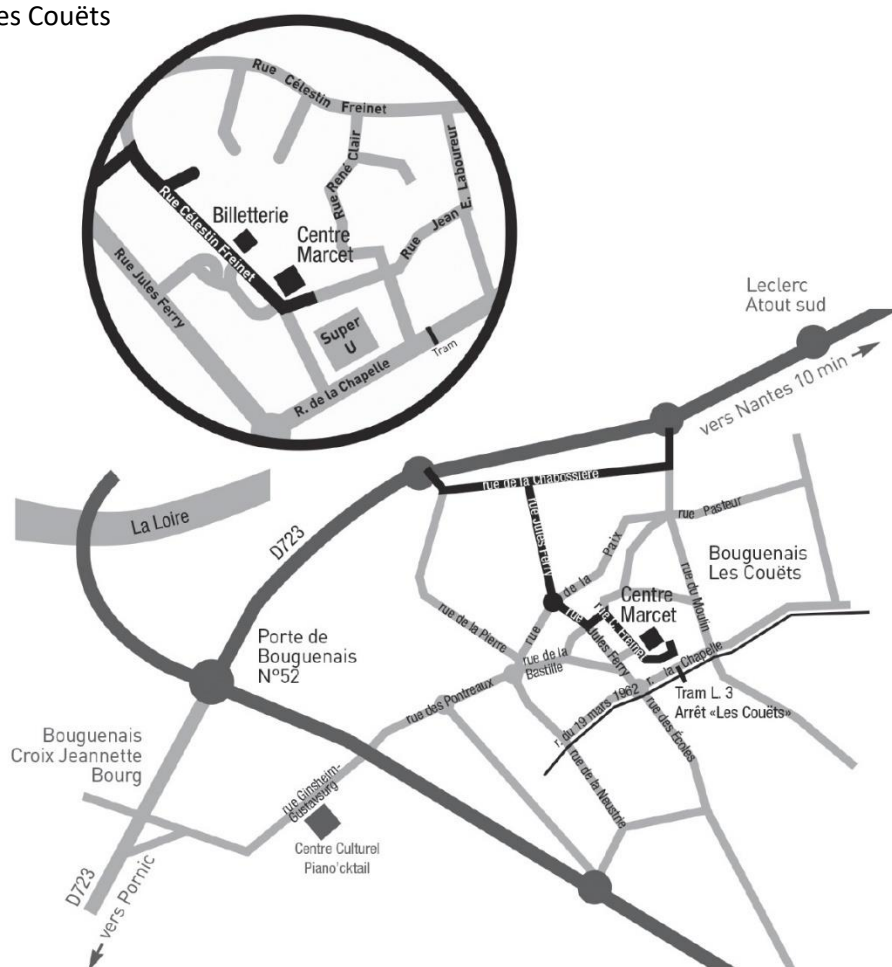 es Couëts
Rue Célestin
Freinet
Rue René Clair
Rue Jean E. Laboureur
Rue Célestin Freinet
Billetterie
Centre
Marcet
Rue Jules Ferry
Super
U
Tram
R. de la Chapelle
Leclerc
Atout sud
vers Nantes 10 min
La Loire
D723
rue de la Chabossière
rue Jules Ferry
rue de la Paix
rue Pasteur
Bouguenais
Les Couëts
rue du Moulin
Centre
Marcet
rue C. Freinet
rue Jules Ferry
rue de la Pierre
rue de la
Bastille
Porte de
Bouguenais
N°52
rue des Pontreaux
r. du 19 mars 1962
r. la Chapelle
Tram L. 3
Arrêt «Les Couëts»
rue des Écoles
rue de la Neustrie
Bouguenais
Croix Jeannette
Bourg
rue Ginsheim-
Gustavsurg
Centre Culturel
Piano'cktail
D723
vers Pornic